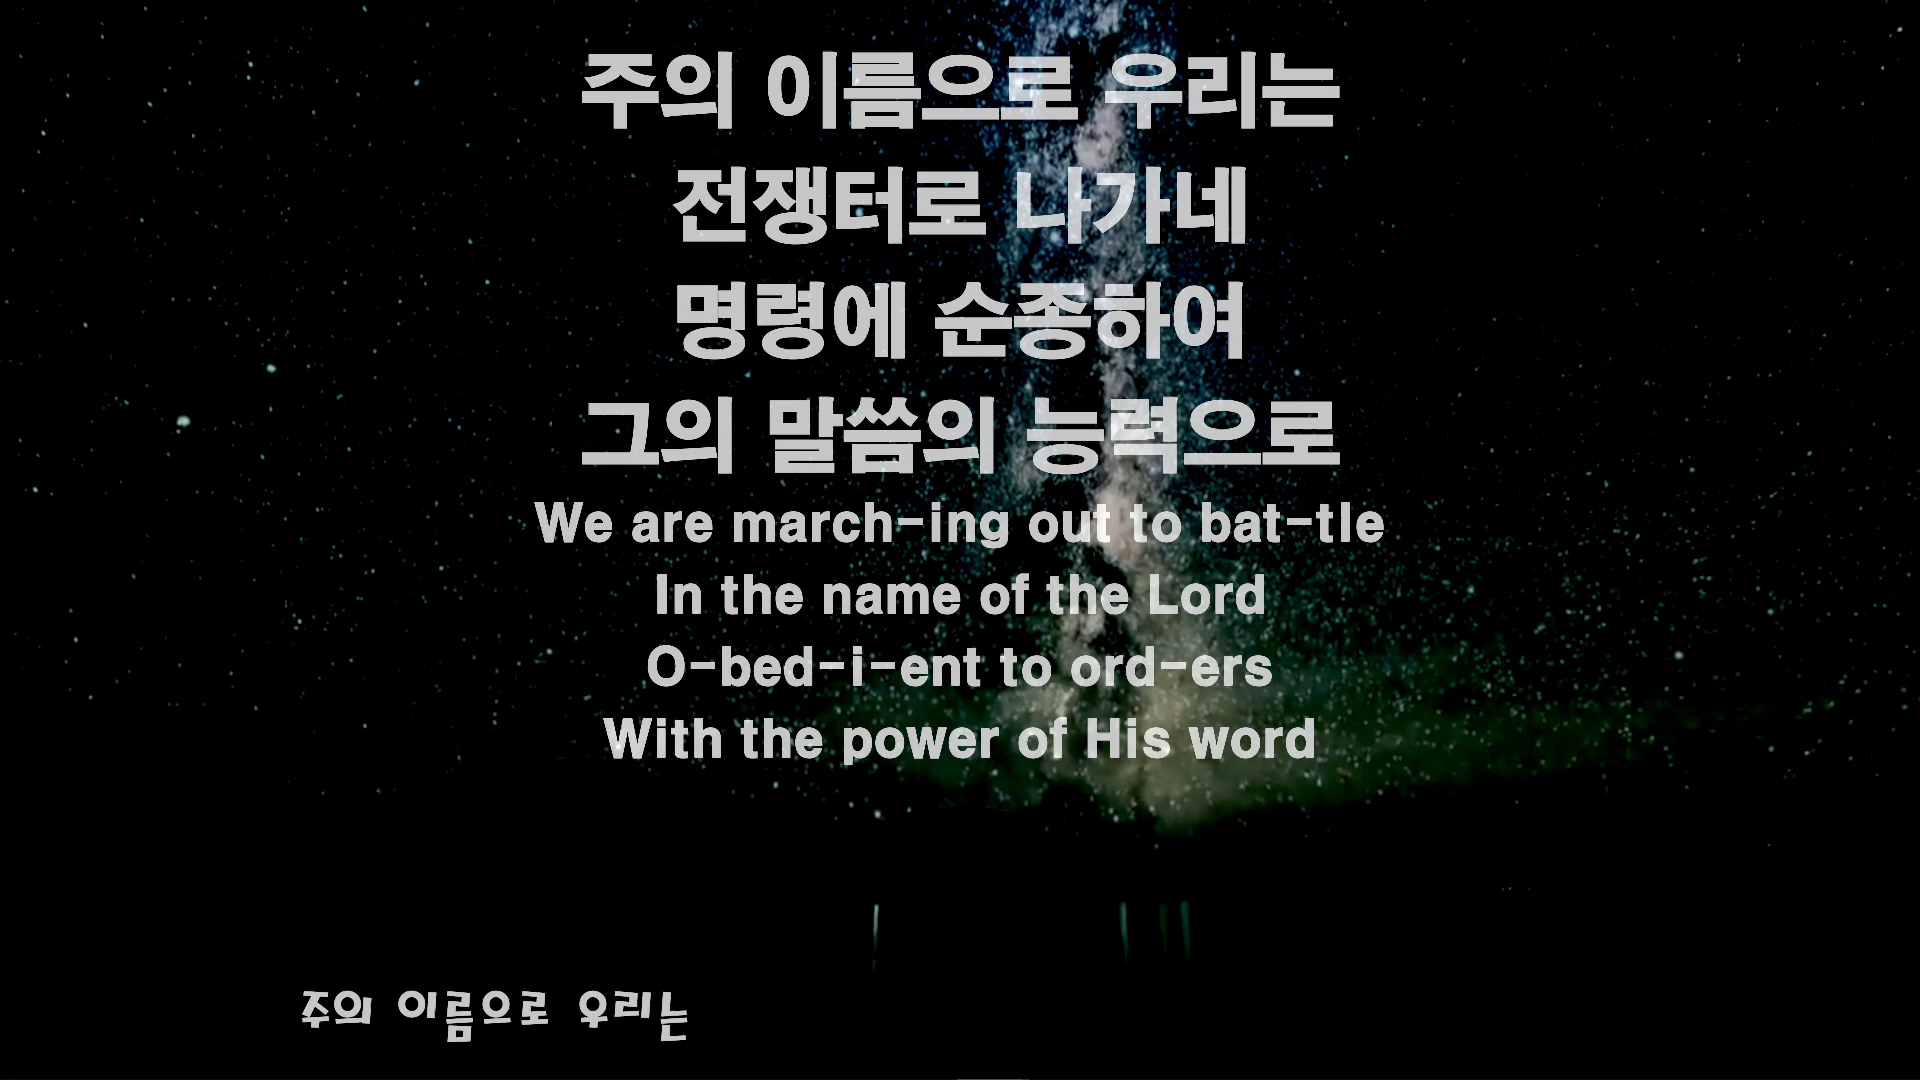 주의 이름으로 우리는
전쟁터로 나가네
명령에 순종하여
그의 말씀의 능력으로
We are march-ing out to bat-tle
In the name of the Lord
O-bed-i-ent to ord-ers
With the power of His word
주의 이름으로 우리는